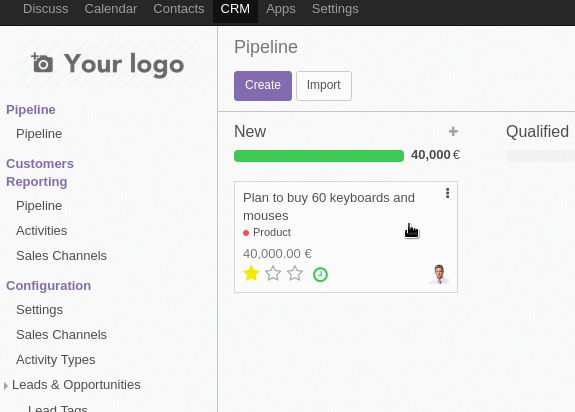 Discuss Calendar Contacts CRM Apps Settings
Your logo
Pipeline
Pipeline
Customers
Reporting
Pipeline
Activities
Sales Channels
Configuration
Settings
Sales Channels
Activity Types
Leads & Opportunities
Lead Tags
Pipeline
Create Import
New + Qualified
40,000 €
Plan to buy 60 keyboards and
mouses
Product
40,000.00 €